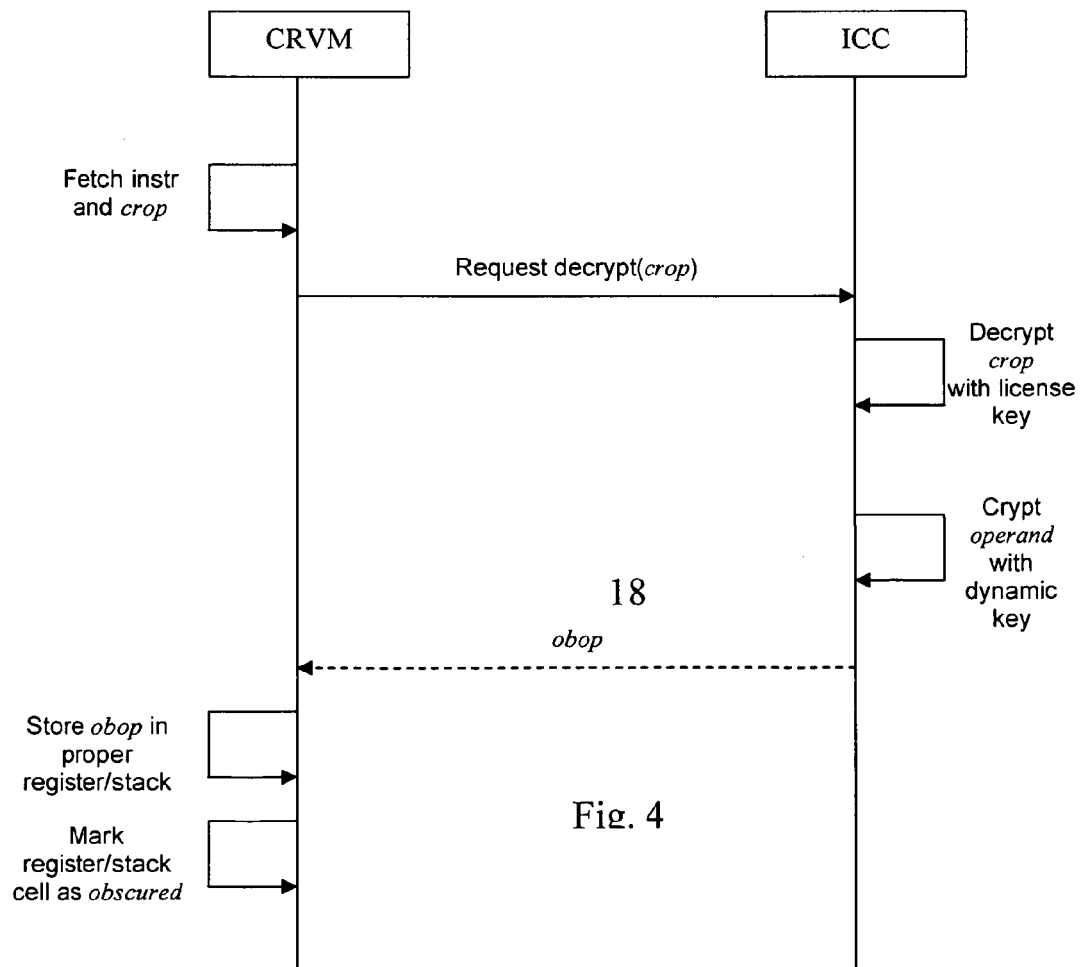 CRVM
ICC
Fetch instr
and crop
Request decrypt(crop)
Decrypt
crop
with license
key
Crypt
operand
with
dynamic
key
18
obop
Store obop in
proper
register/stack
Fig. 4
Mark
register/stack
cell as obscured